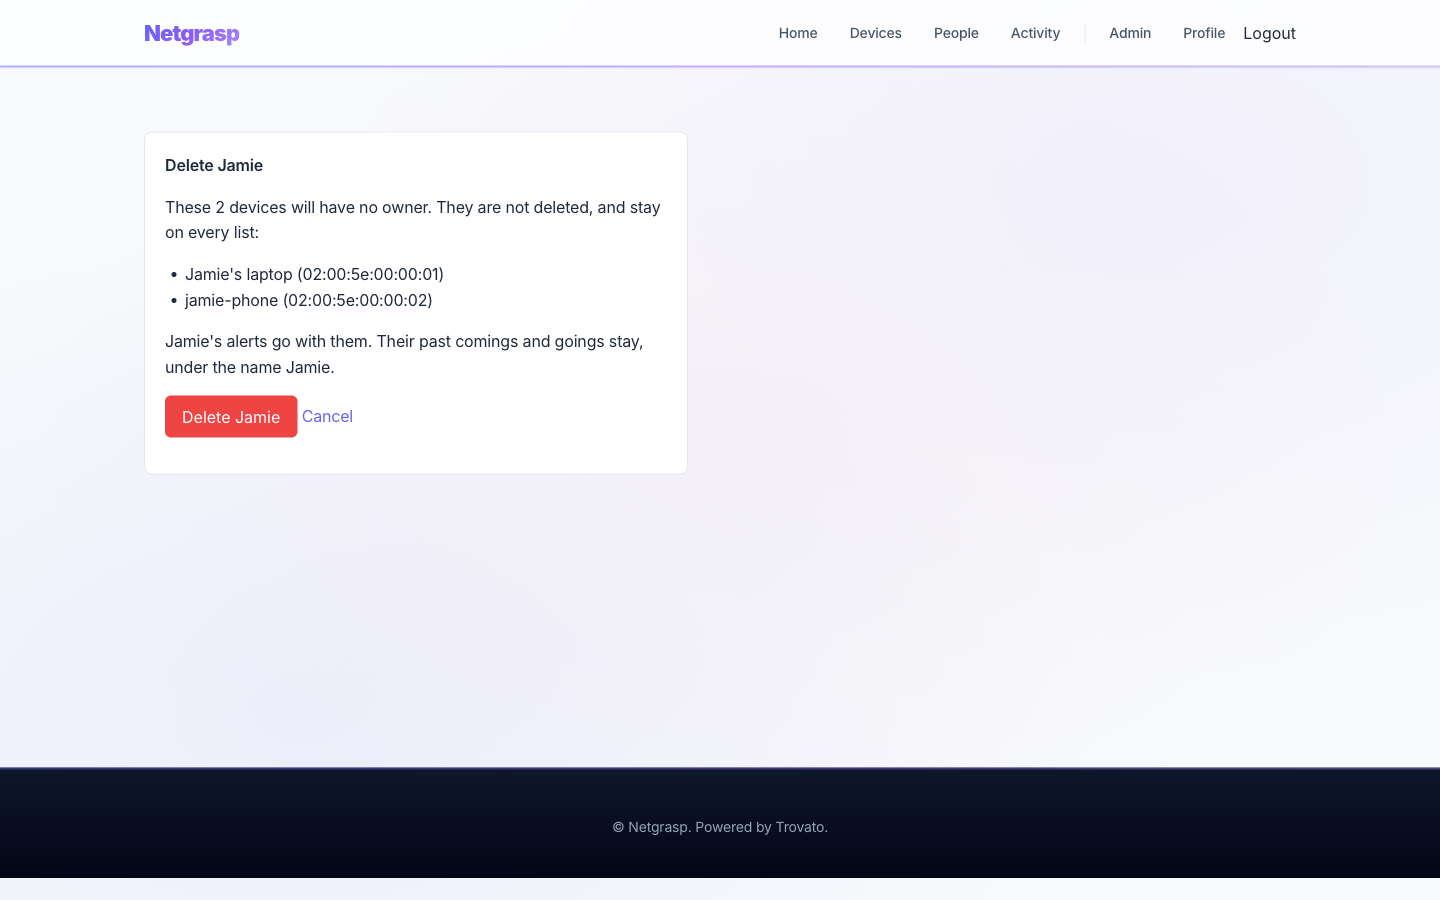 Netgrasp
Home Devices People Activity Admin Profile Logout
Delete Jamie
These 2 devices will have no owner. They are not deleted, and stay
on every list:
• Jamie's laptop (02:00:5e:00:00:01)
• jamie-phone (02:00:5e:00:00:02)
Jamie's alerts go with them. Their past comings and goings stay,
under the name Jamie.
Delete Jamie Cancel
© Netgrasp. Powered by Trovato.